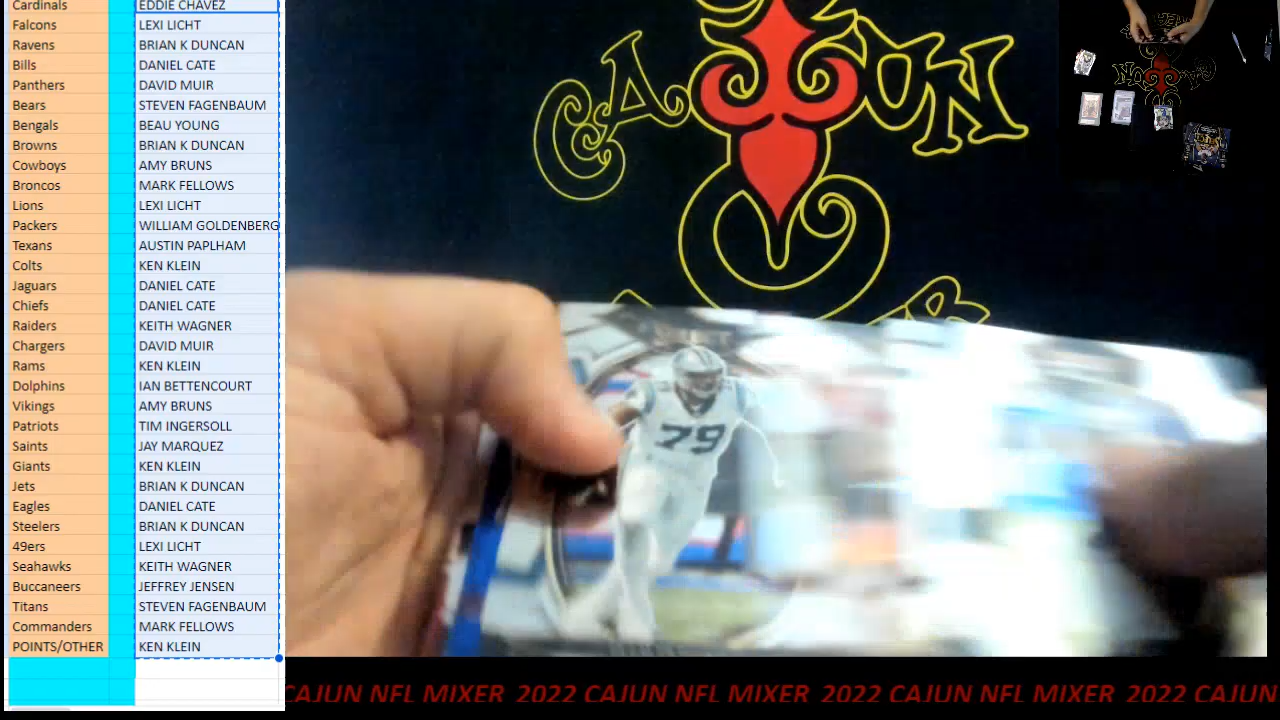 Cardinals EDDIE CHAVEZ
Falcons LEXI LICHT
Ravens BRIAN K DUNCAN
Bills DANIEL CATE
Panthers DAVID MUIR
Bears STEVEN FAGENBAUM
Bengals BEAU YOUNG
Browns BRIAN K DUNCAN
Cowboys AMY BRUNS
Broncos MARK FELLOWS
Lions LEXI LICHT
Packers WILLIAM GOLDENBERG
Texans AUSTIN PAPLHAM
Colts KEN KLEIN
Jaguars DANIEL CATE
Chiefs DANIEL CATE
Raiders KEITH WAGNER
Chargers DAVID MUIR
Rams KEN KLEIN
Dolphins IAN BETTENCOURT
Vikings AMY BRUNS
Patriots TIM INGERSOLL
Saints JAY MARQUEZ
Giants KEN KLEIN
Jets BRIAN K DUNCAN
Eagles DANIEL CATE
Steelers BRIAN K DUNCAN
49ers LEXI LICHT
Seahawks KEITH WAGNER
Buccaneers JEFFREY JENSEN
Titans STEVEN FAGENBAUM
Commanders MARK FELLOWS
POINTS/OTHER KEN KLEIN
CAJUN
79
CAJUN NFL MIXER 2022 CAJUN NFL MIXER 2022 CAJUN NFL MIXER 2022 CAJUN